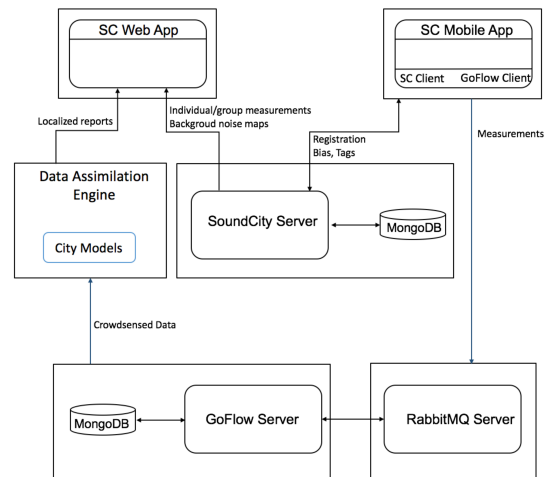 SC Web App
SC Mobile App
SC Client
GoFlow Client
Localized reports
Individual/group measurements
Backgroud noise maps
Registration
Bias, Tags
Measurements
Data Assimilation
Engine
City Models
SoundCity Server
MongoDB
Crowdsensed Data
MongoDB
GoFlow Server
RabbitMQ Server